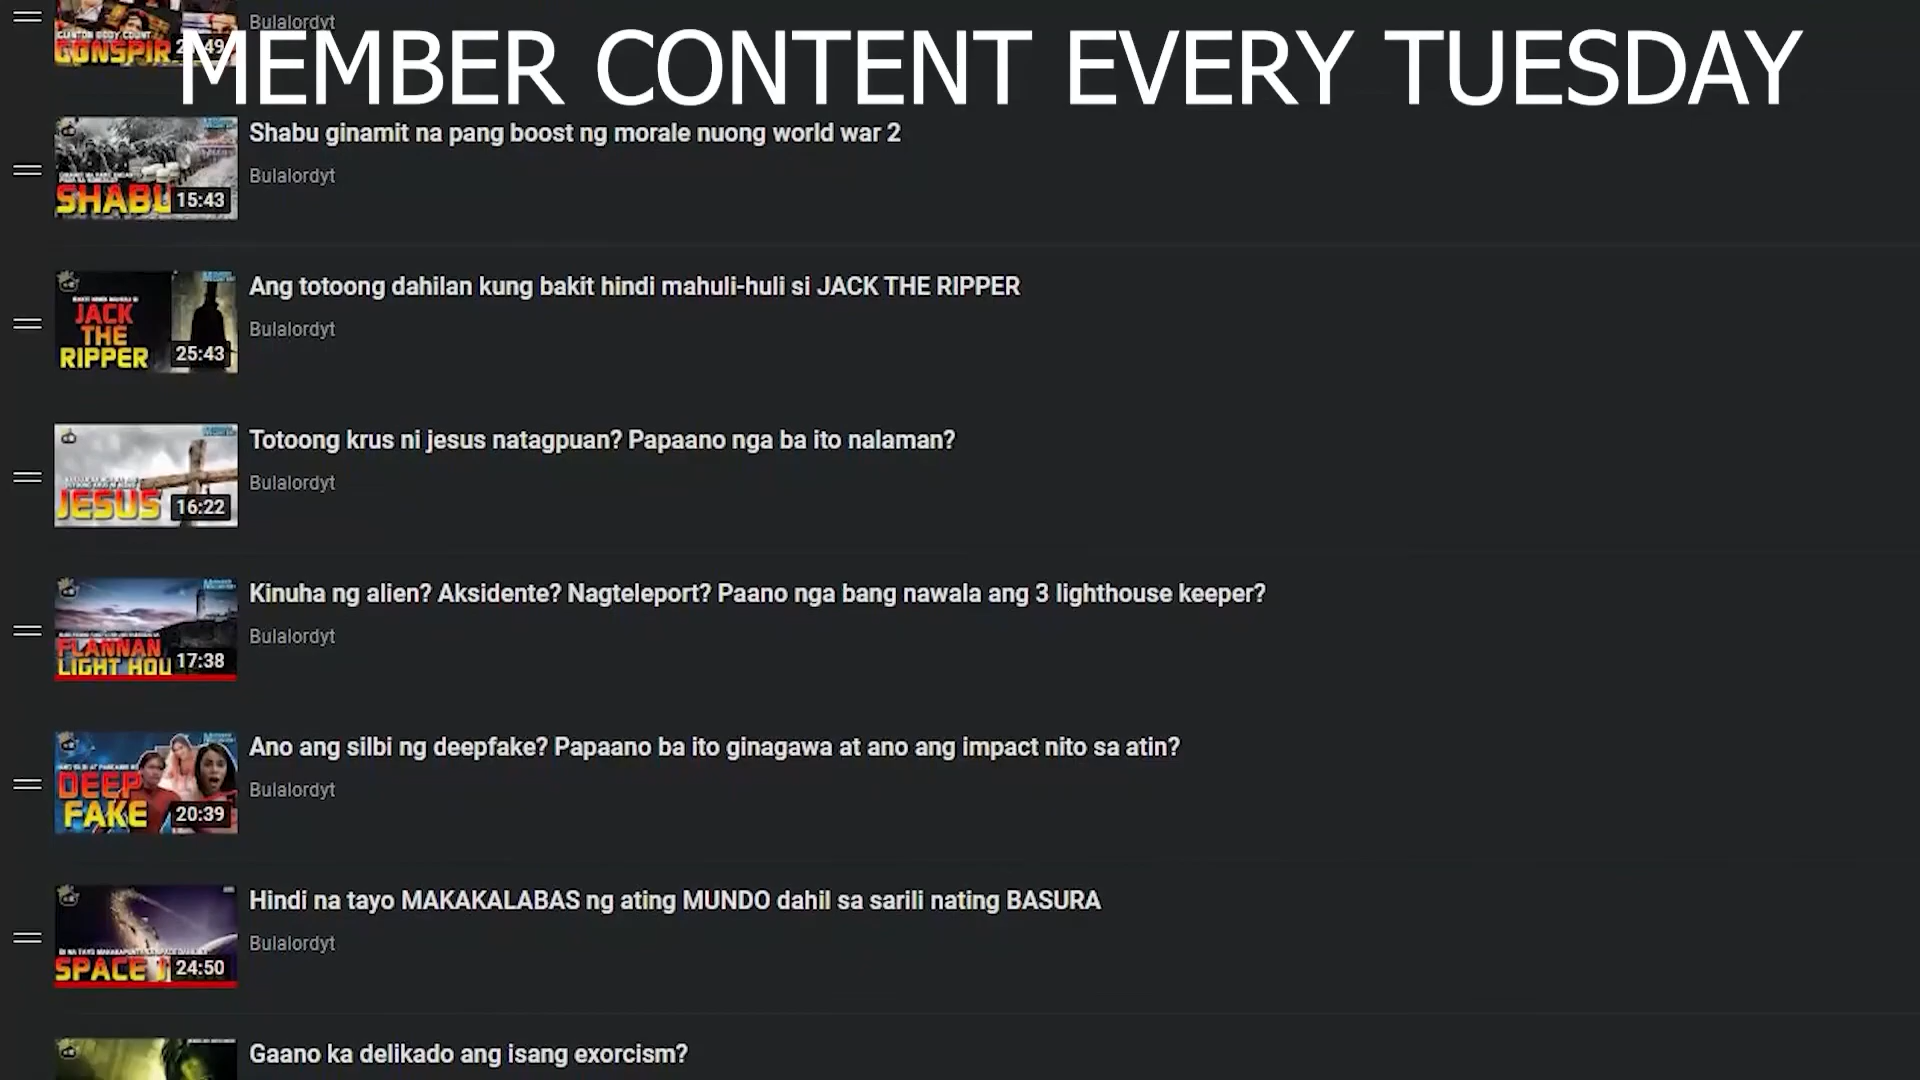 Bulalordyt
MEMBER CONTENT EVERY TUESDAY
CLINTON BODY COUNT
CONSPIR
Shabu ginamit na pang boost ng morale nuong world war 2
Bulalordyt
SHABU
15:43
Ang totoong dahilan kung bakit hindi mahuli-huli si JACK THE RIPPER
Bulalordyt
JACK
THE
RIPPER
25:43
Totoong krus ni jesus natagpuan? Papaano nga ba ito nalaman?
Bulalordyt
JESUS
16:22
Kinuha ng alien? Aksidente? Nagteleport? Paano nga bang nawala ang 3 lighthouse keeper?
Bulalordyt
FLANNAN
LIGHT HOU
17:38
Ano ang silbi ng deepfake? Papaano ba ito ginagawa at ano ang impact nito sa atin?
Bulalordyt
DEEP
FAKE
20:39
Hindi na tayo MAKAKALABAS ng ating MUNDO dahil sa sarili nating BASURA
Bulalordyt
SPACE
24:50
Gaano ka delikado ang isang exorcism?